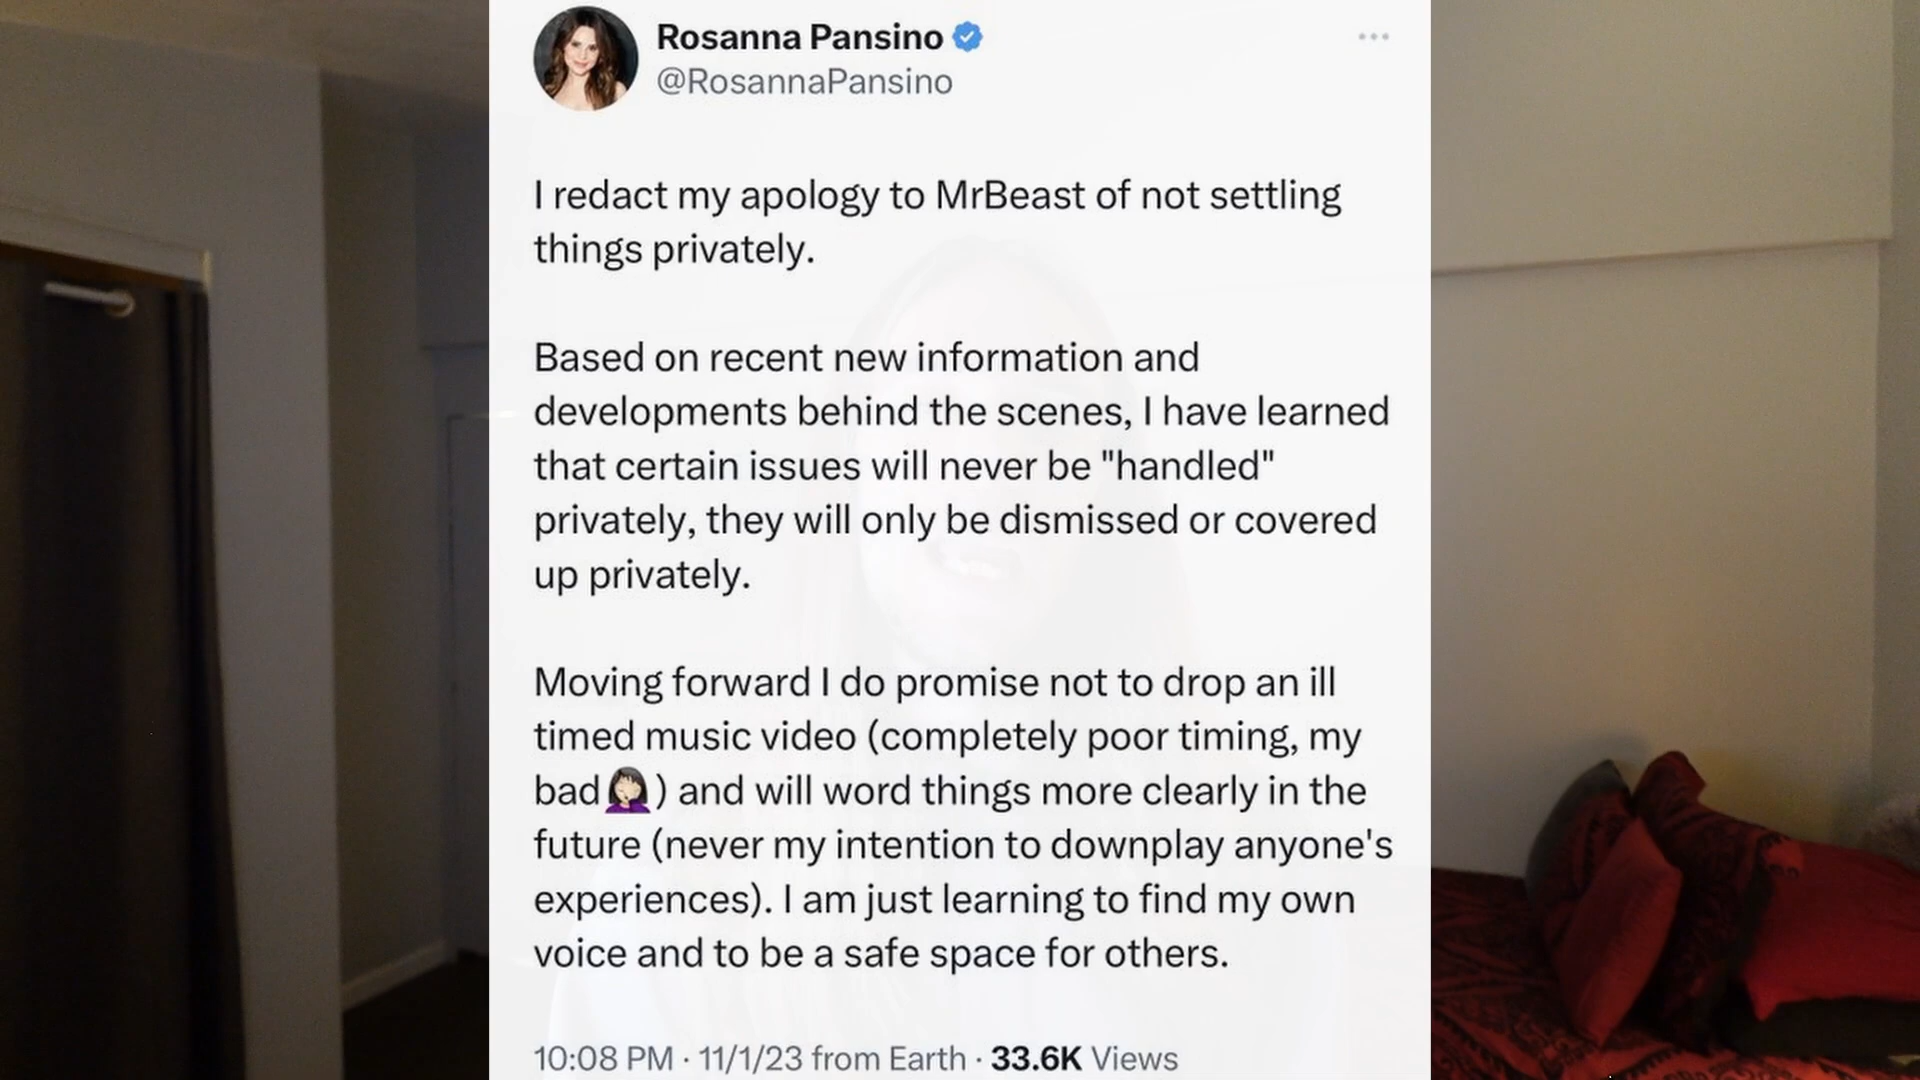 Rosanna Pansino
@RosannaPansino
I redact my apology to MrBeast of not settling
things privately.
Based on recent new information and
developments behind the scenes, I have learned
that certain issues will never be "handled"
privately, they will only be dismissed or covered
up privately.
Moving forward I do promise not to drop an ill
timed music video (completely poor timing, my
bad🤦🏻‍♀️) and will word things more clearly in the
future (never my intention to downplay anyone's
experiences). I am just learning to find my own
voice and to be a safe space for others.
10:08 PM · 11/1/23 from Earth · 33.6K Views